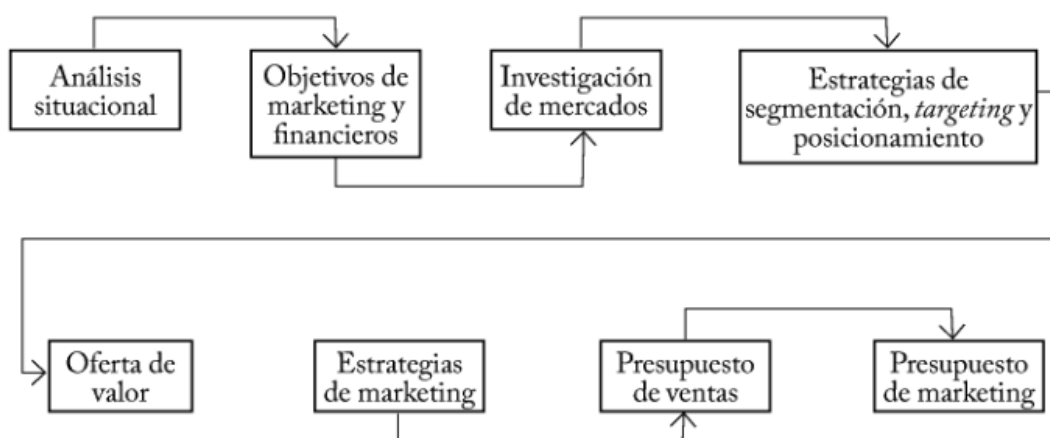 Análisis
situacional
Objetivos de
marketing y
financieros
Investigación
de mercados
Estrategias de
segmentación, targeting y
posicionamiento
Oferta de
valor
Estrategias
de marketing
Presupuesto
de ventas
Presupuesto
de marketing